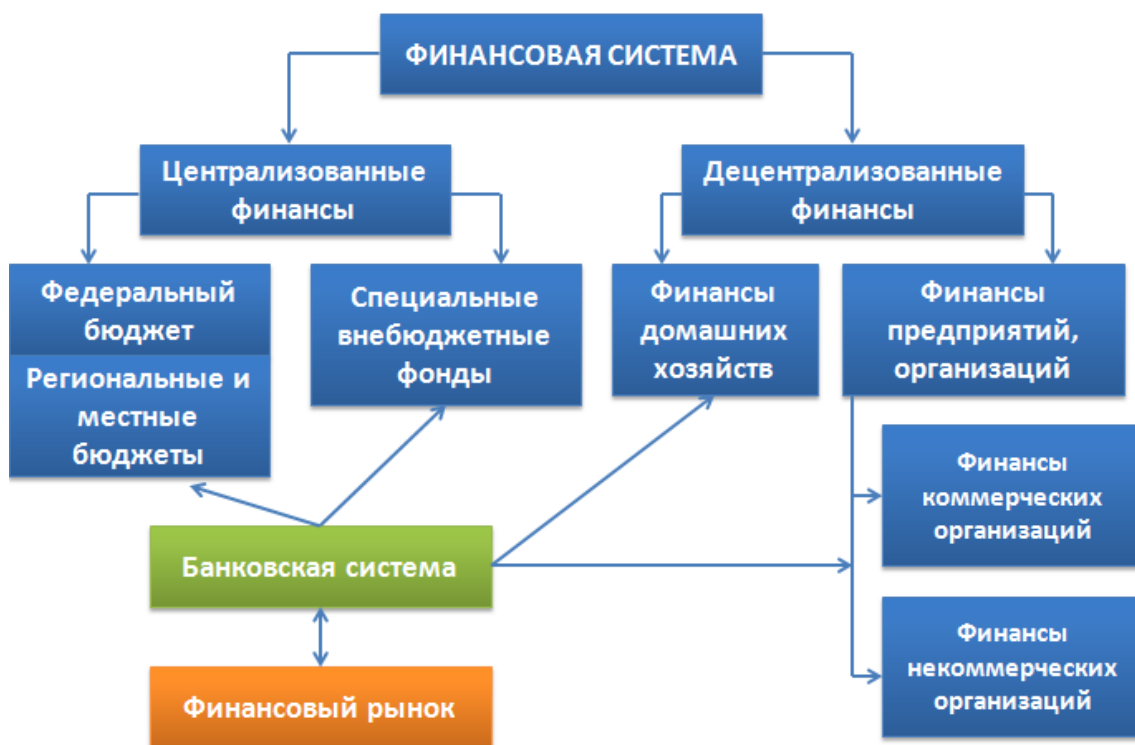 ФИНАНСОВАЯ СИСТЕМА
Централизованные
финансы
Децентрализованные
финансы
Федеральный
бюджет
Региональные и
местные
бюджеты
Специальные
внебюджетные
фонды
Финансы
домашних
хозяйств
Финансы
предприятий,
организаций
Финансы
коммерческих
организаций
Банковская система
Финансы
некоммерческих
организаций
Финансовый рынок